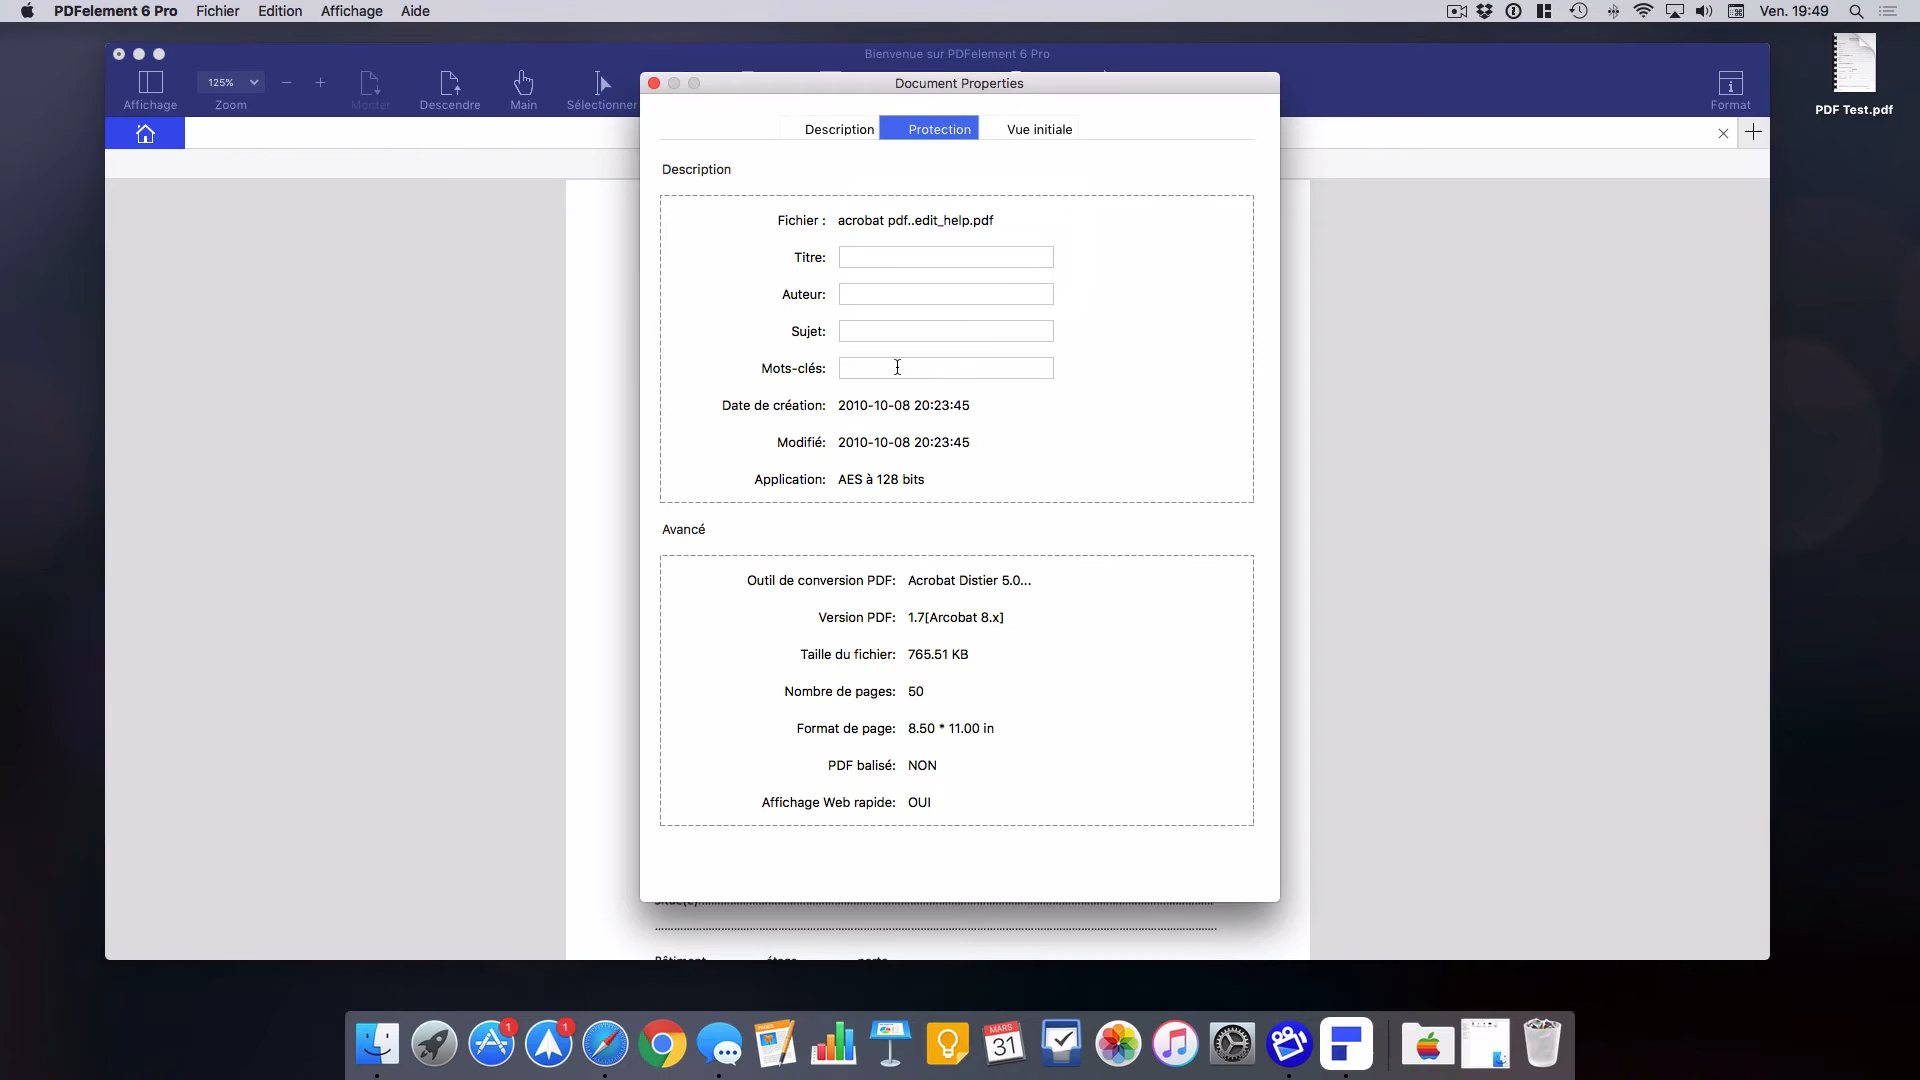 PDFelement 6 Pro Fichier Edition Affichage Aide Ven. 19:49
Bienvenue sur PDFelement 6 Pro
125%
Affichage Zoom Monter Descendre Main Sélectionner Format
PDF Test.pdf
Document Properties
Description Protection Vue initiale
Description
Fichier : acrobat pdf..edit_help.pdf
Titre:
Auteur:
Sujet:
Mots-clés:
Date de création: 2010-10-08 20:23:45
Modifié: 2010-10-08 20:23:45
Application: AES à 128 bits
Avancé
Outil de conversion PDF: Acrobat Distier 5.0...
Version PDF: 1.7[Arcobat 8.x]
Taille du fichier: 765.51 KB
Nombre de pages: 50
Format de page: 8.50 * 11.00 in
PDF balisé: NON
Affichage Web rapide: OUI
1 1 PAGES MARS 31